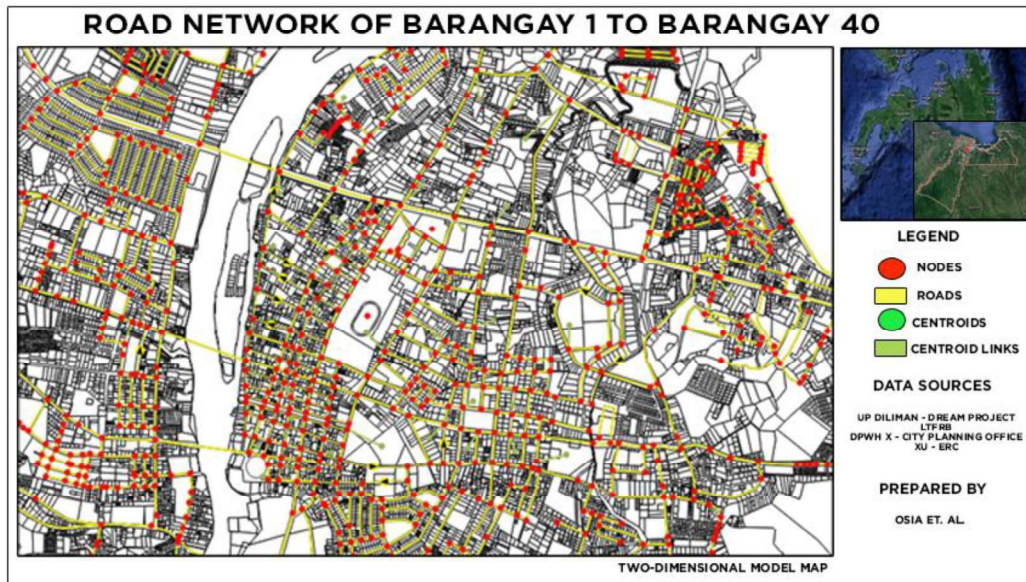 ROAD NETWORK OF BARANGAY 1 TO BARANGAY 40
LEGEND
NODES
ROADS
CENTROIDS
CENTROID LINKS
DATA SOURCES
UP DILIMAN - DREAM PROJECT
LTFRB
DPWH X - CITY PLANNING OFFICE
XU - ERC
PREPARED BY
OSIA ET. AL.
TWO-DIMENSIONAL MODEL MAP